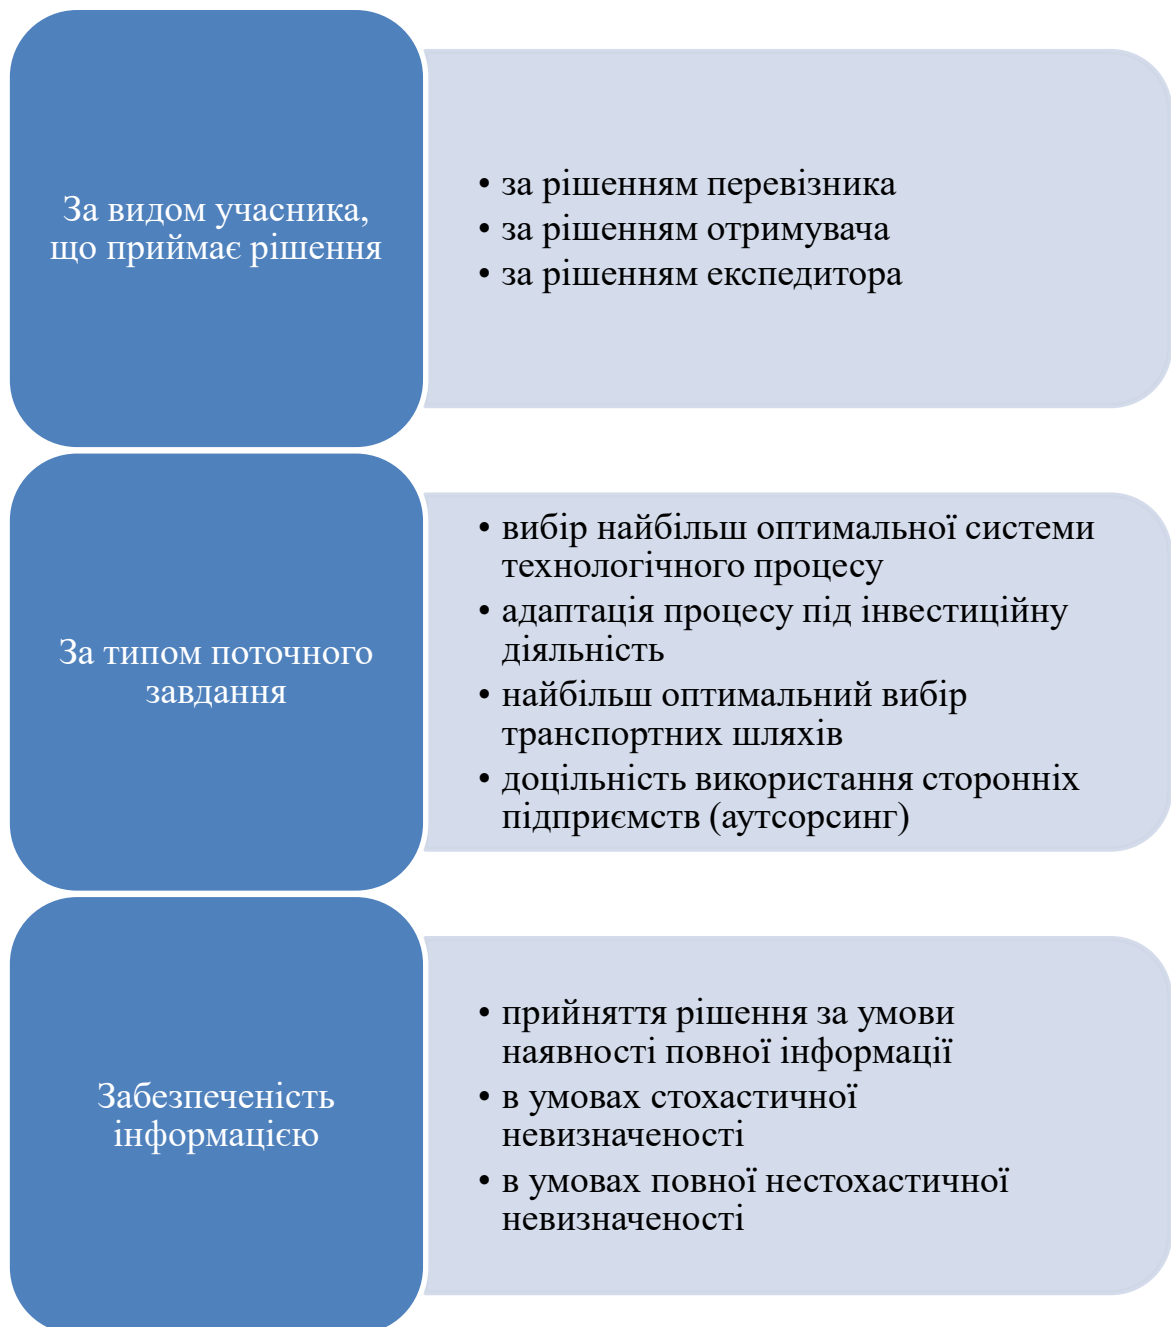 За видом учасника,
що приймає рішення
• за рішенням перевізника
• за рішенням отримувача
• за рішенням експедитора
За типом поточного
завдання
• вибір найбільш оптимальної системи
технологічного процесу
• адаптація процесу під інвестиційну
діяльність
• найбільш оптимальний вибір
транспортних шляхів
• доцільність використання сторонніх
підприємств (аутсорсинг)
Забезпеченість
інформацією
• прийняття рішення за умови
наявності повної інформації
• в умовах стохастичної
невизначеності
• в умовах повної нестохастичної
невизначеності